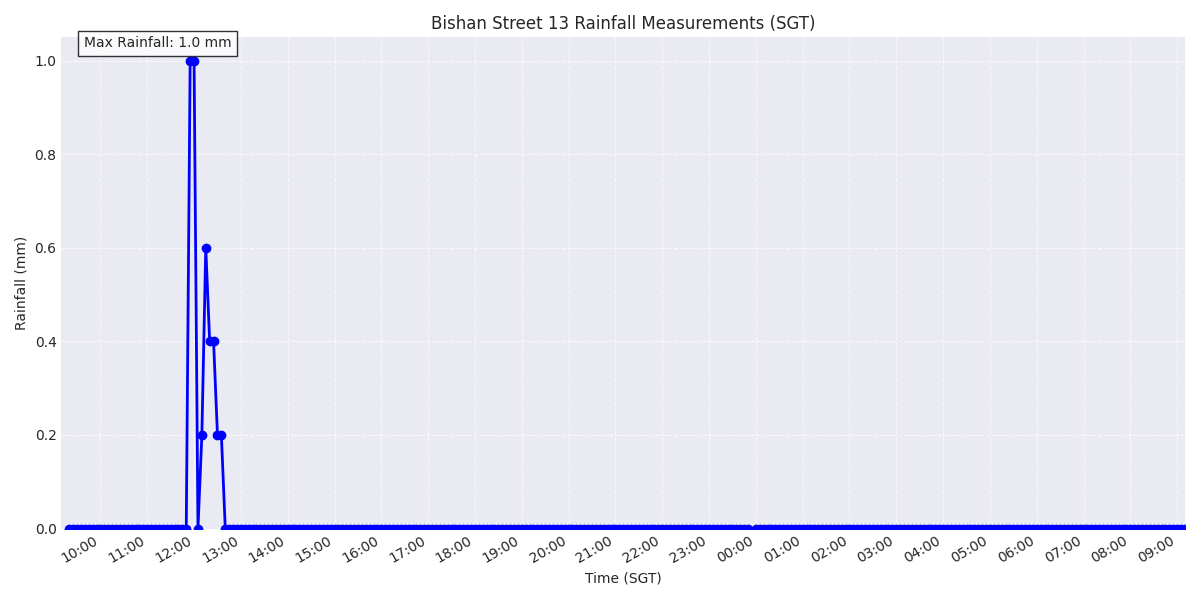 Bishan Street 13 Rainfall Measurements (SGT)
Max Rainfall: 1.0 mm
1.0
0.8
0.6
0.4
0.2
0.0
Rainfall (mm)
10:00 11:00 12:00 13:00 14:00 15:00 16:00 17:00 18:00 19:00 20:00 21:00 22:00 23:00 00:00 01:00 02:00 03:00 04:00 05:00 06:00 07:00 08:00 09:00
Time (SGT)